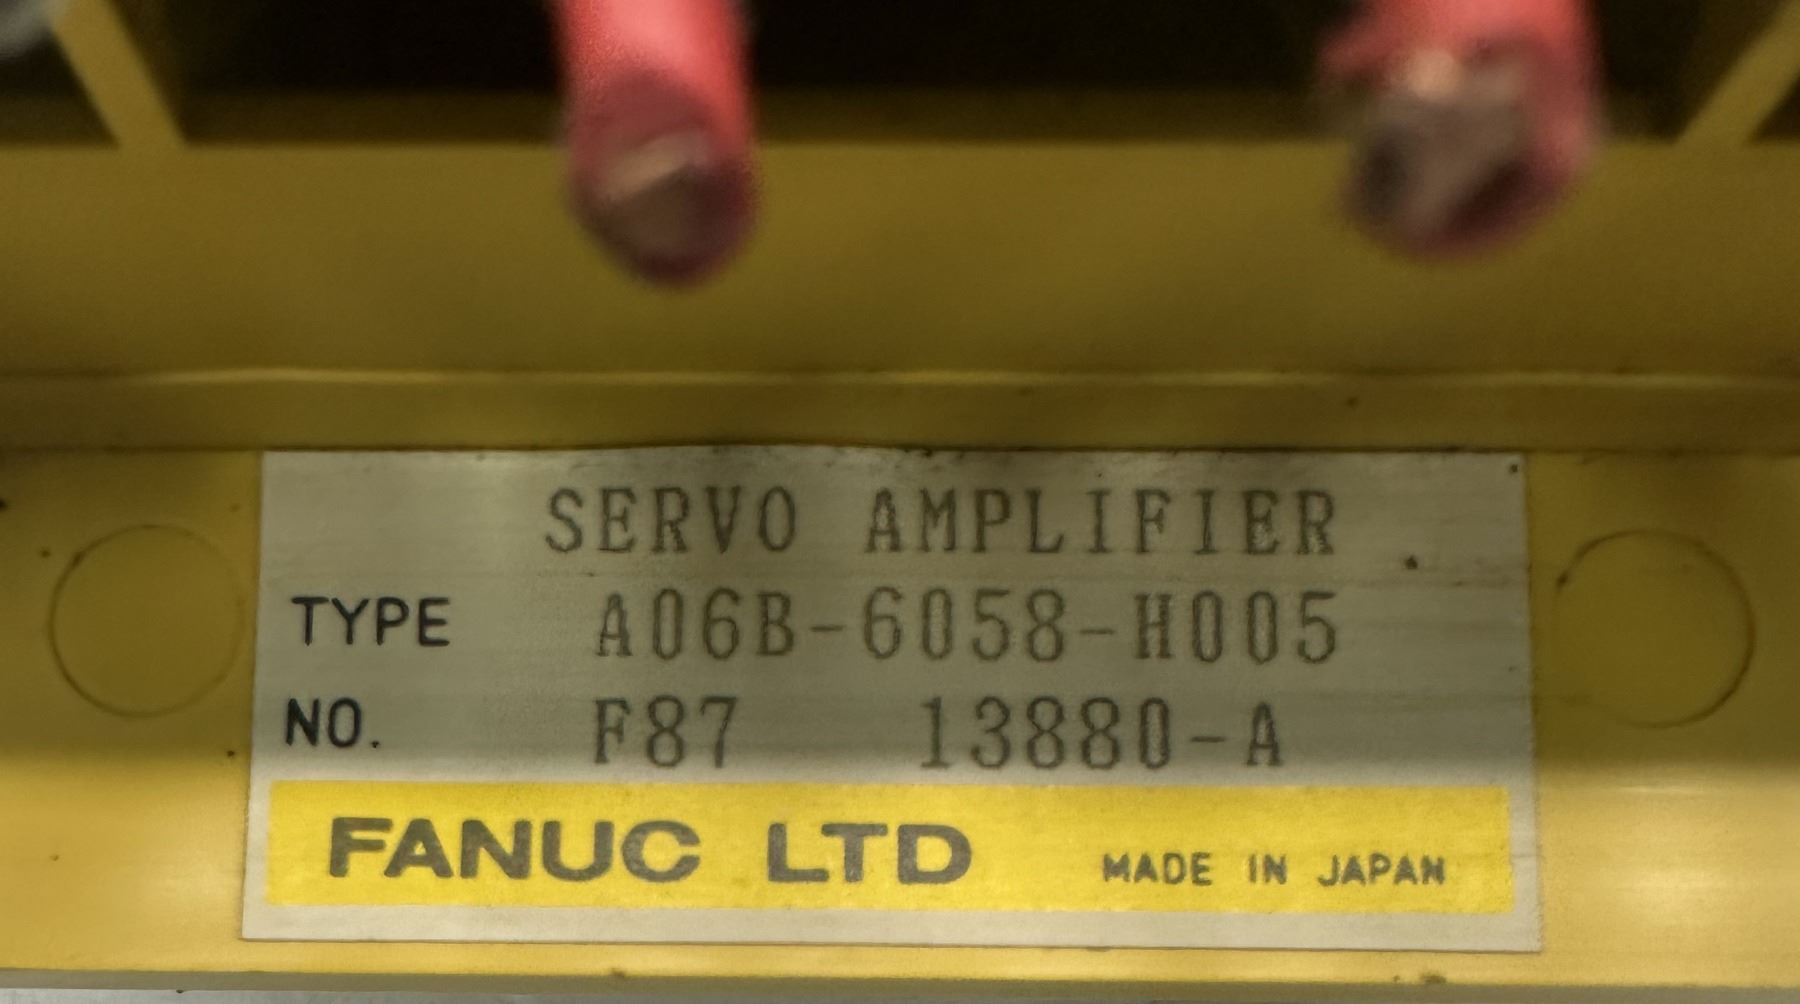 SERVO AMPLIFIER
TYPE A06B-6058-H005
NO. F87 13880-A
FANUC LTD MADE IN JAPAN